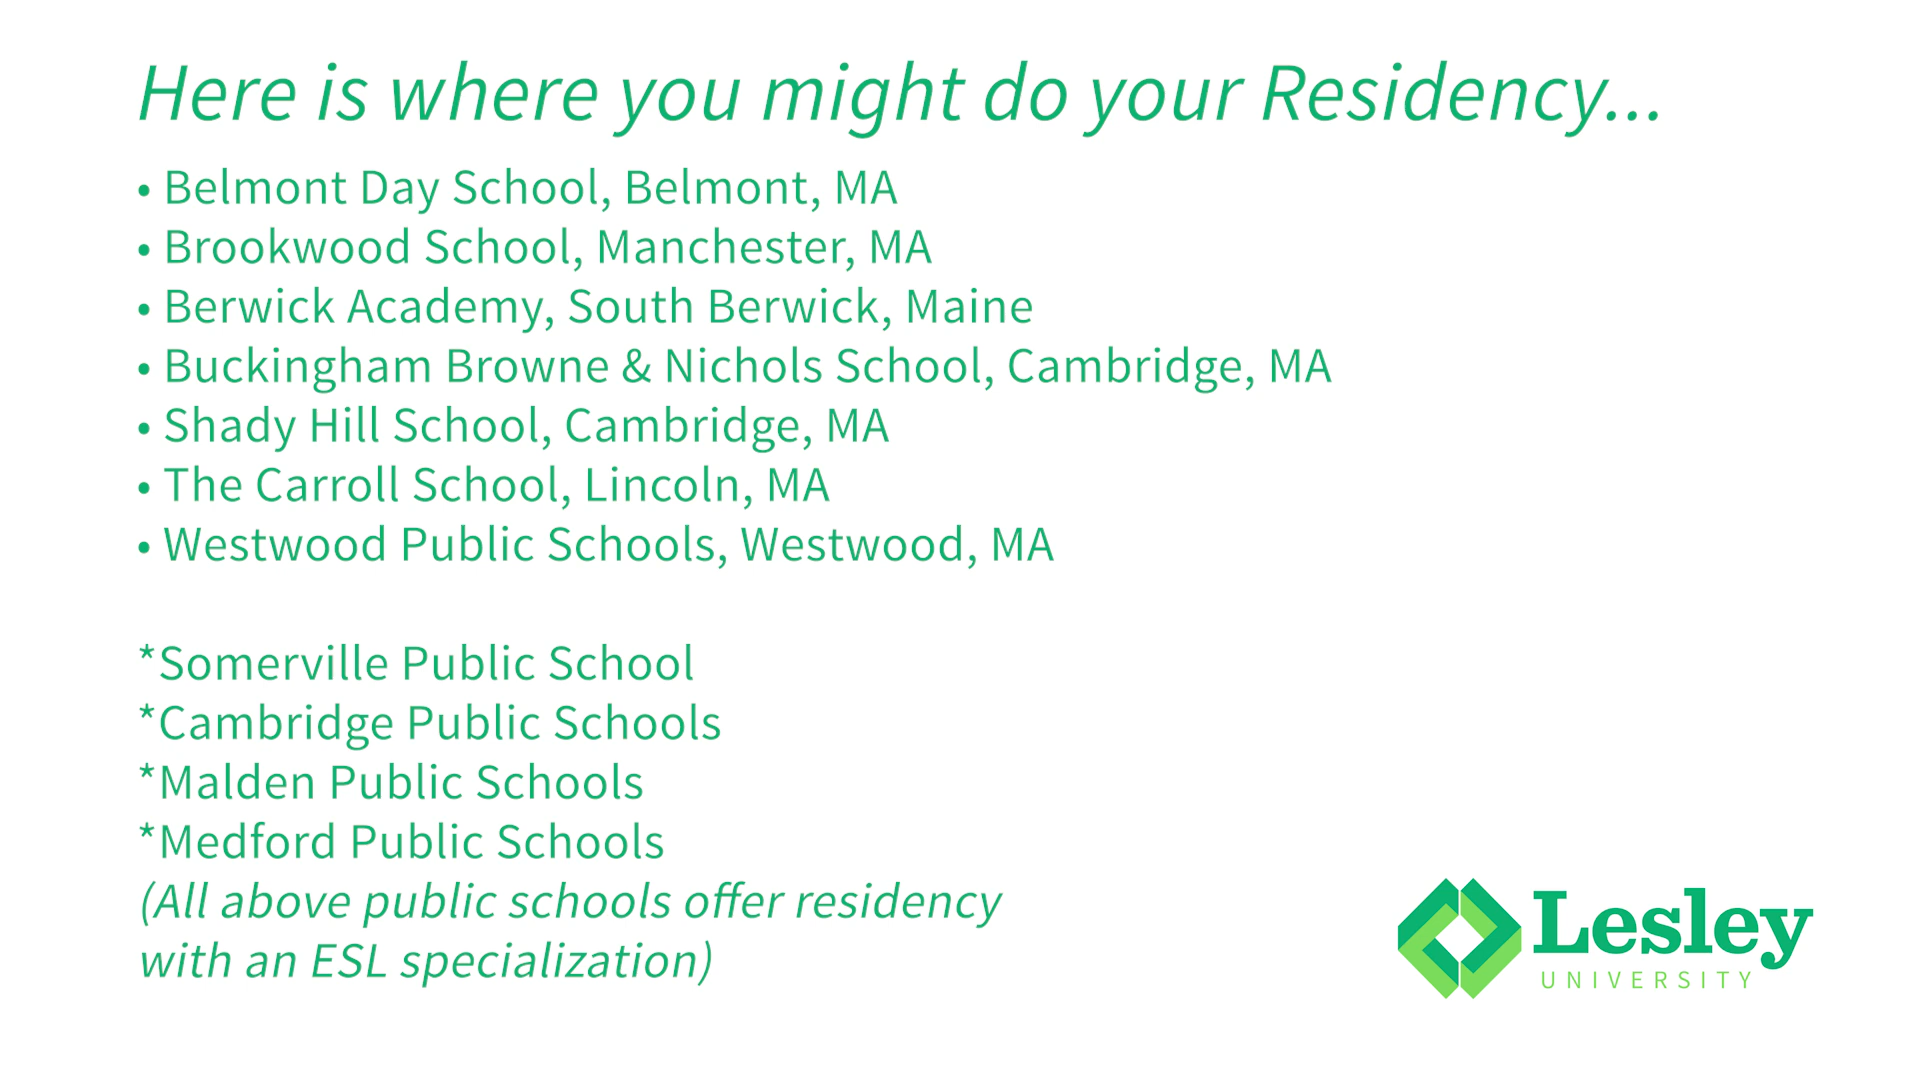 Here is where you might do your Residency...
• Belmont Day School, Belmont, MA
• Brookwood School, Manchester, MA
• Berwick Academy, South Berwick, Maine
• Buckingham Browne & Nichols School, Cambridge, MA
• Shady Hill School, Cambridge, MA
• The Carroll School, Lincoln, MA
• Westwood Public Schools, Westwood, MA
*Somerville Public School
*Cambridge Public Schools
*Malden Public Schools
*Medford Public Schools
(All above public schools offer residency
with an ESL specialization)
Lesley
UNIVERSITY